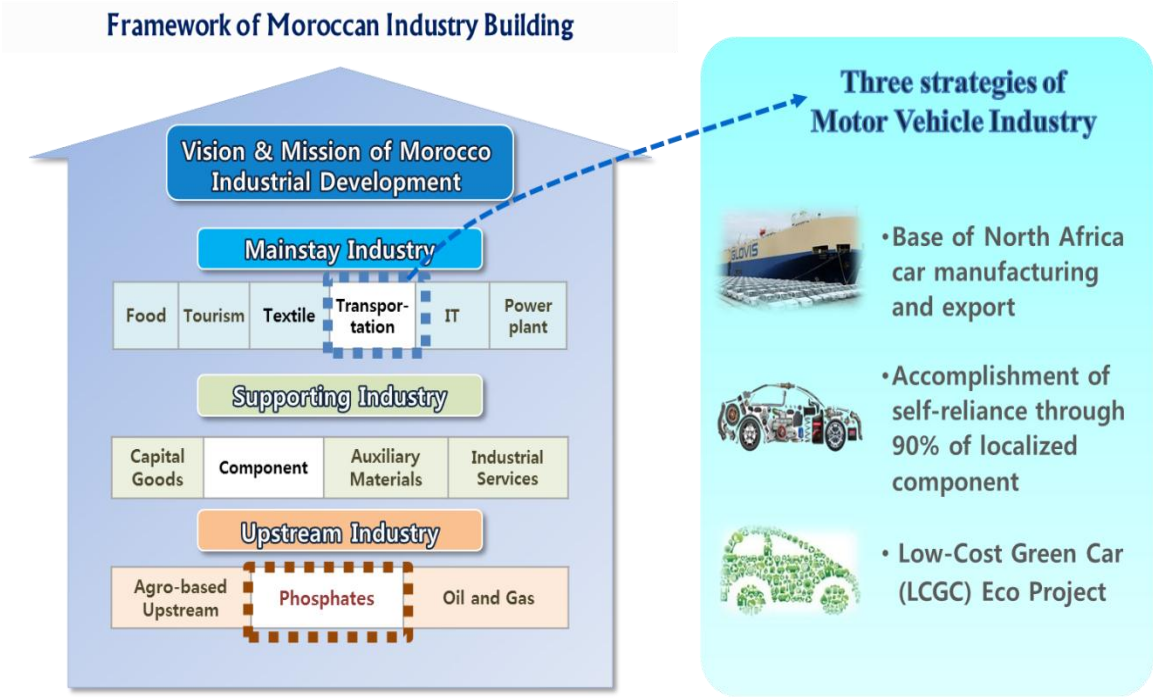 Framework of Moroccan Industry Building
Vision & Mission of Morocco
Industrial Development
Mainstay Industry
Food
Tourism
Textile
Transpor-
tation
IT
Power
plant
Supporting Industry
Capital
Goods
Component
Auxiliary
Materials
Industrial
Services
Upstream Industry
Agro-based
Upstream
Phosphates
Oil and Gas
Three strategies of
Motor Vehicle Industry
GLOVIS
•Base of North Africa
car manufacturing
and export
•Accomplishment of
self-reliance through
90% of localized
component
• Low-Cost Green Car
(LCGC) Eco Project